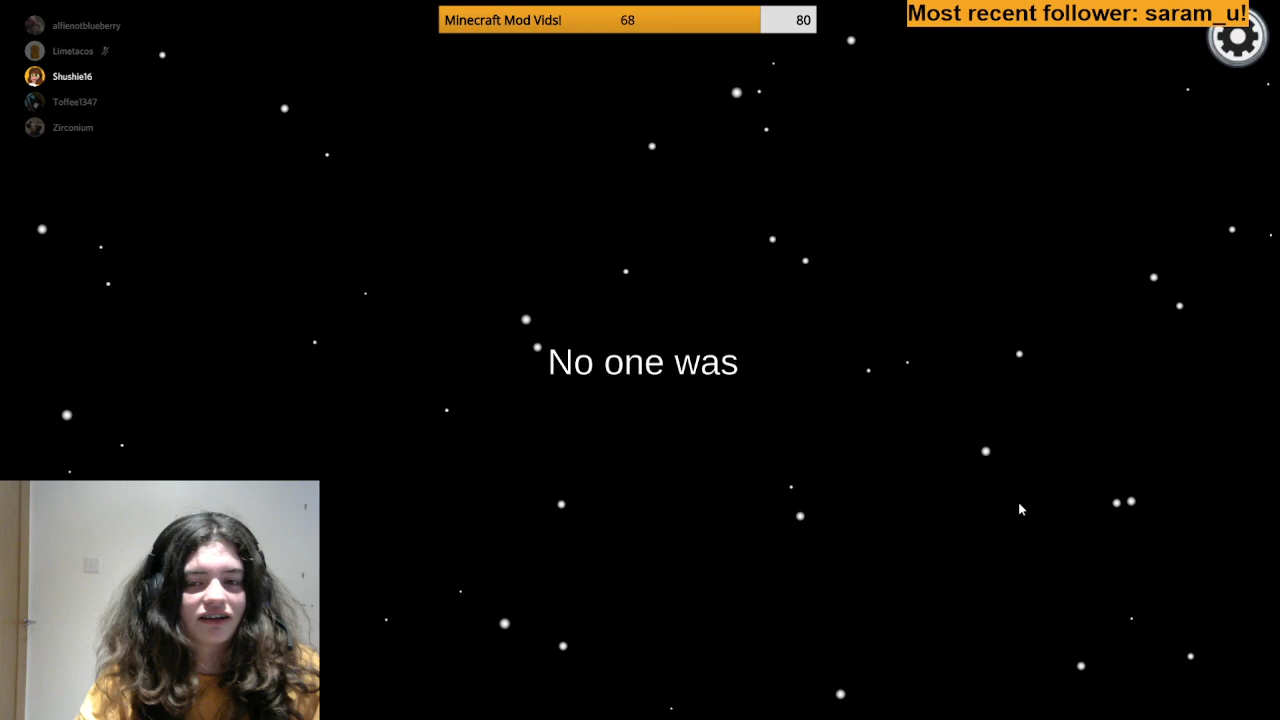 alfienotblueberry
Limetacos
Shushie16
Toffee1347
Zirconium
Minecraft Mod Vids! 68 80
Most recent follower: saram_u!
No one was